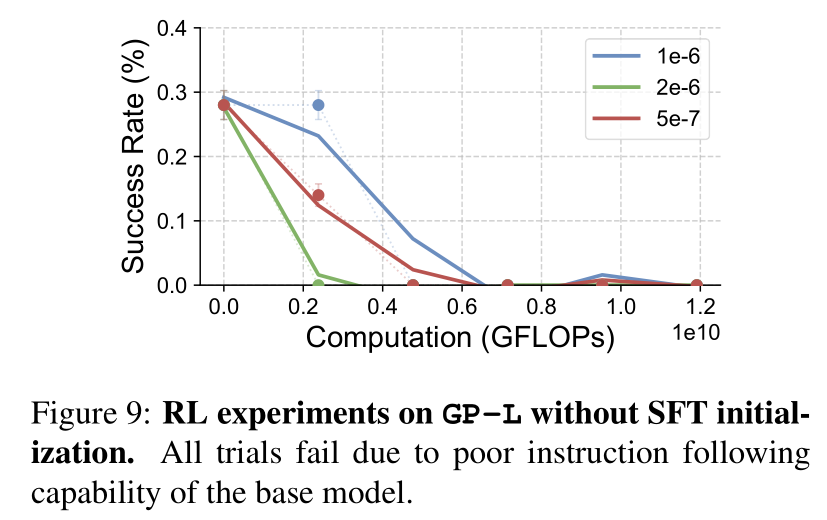 0.4
0.3
0.2
0.1
0.0
Success Rate (%)
1e-6
2e-6
5e-7
0.0 0.2 0.4 0.6 0.8 1.0 1.2
1e10
Computation (GFLOPs)
Figure 9: RL experiments on GP-L without SFT initial-
ization. All trials fail due to poor instruction following
capability of the base model.